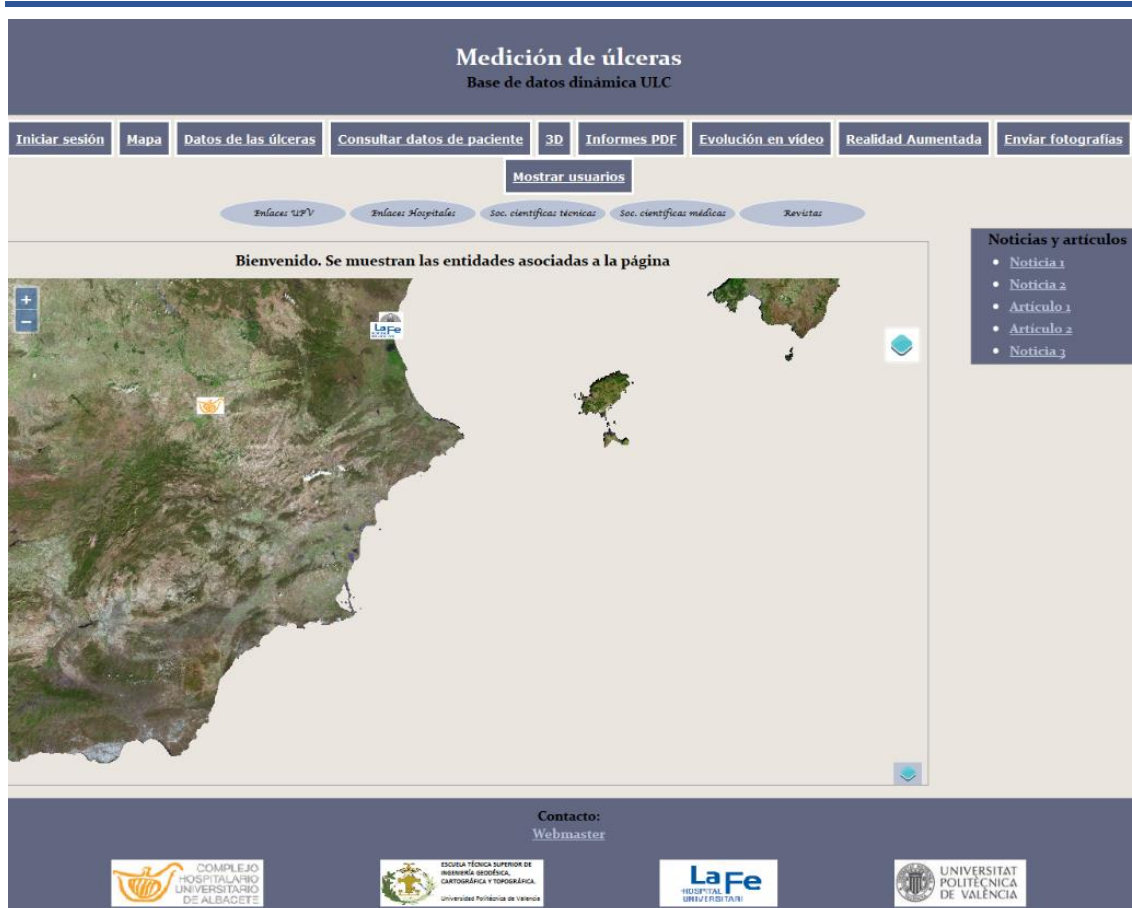 Medición de úlceras
Base de datos dinámica ULC
Iniciar sesión Mapa Datos de las úlceras Consultar datos de paciente 3D Informes PDF Evolución en vídeo Realidad Aumentada Enviar fotografías
Mostrar usuarios
Enlaces UPV Enlaces Hospitales Soc. científicas técnicas Soc. científicas médicas Revistas
Bienvenido. Se muestran las entidades asociadas a la página
+
−
LaFe
Noticias y artículos
Noticia 1
Noticia 2
Artículo 1
Artículo 2
Noticia 3
Contacto:
Webmaster
COMPLEJO
HOSPITALARIO
UNIVERSITARIO
DE ALBACETE
ESCUELA TÉCNICA SUPERIOR DE
INGENIERÍA GEODÉSICA,
CARTOGRÁFICA Y TOPOGRÁFICA.
Universidad Politécnica de Valencia
La Fe
HOSPITAL
UNIVERSITARI
UNIVERSITAT
POLITÈCNICA
DE VALÈNCIA